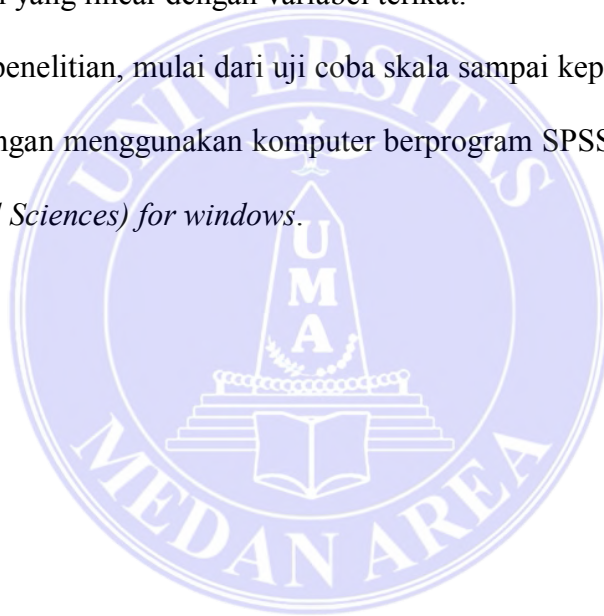 yang linear dengan variabel terikat.
penelitian, mulai dari uji coba skala sampai kep
ngan menggunakan komputer berprogram SPSS
Sciences) for windows.
UNIVERSITAS
UMA
MEDAN AREA